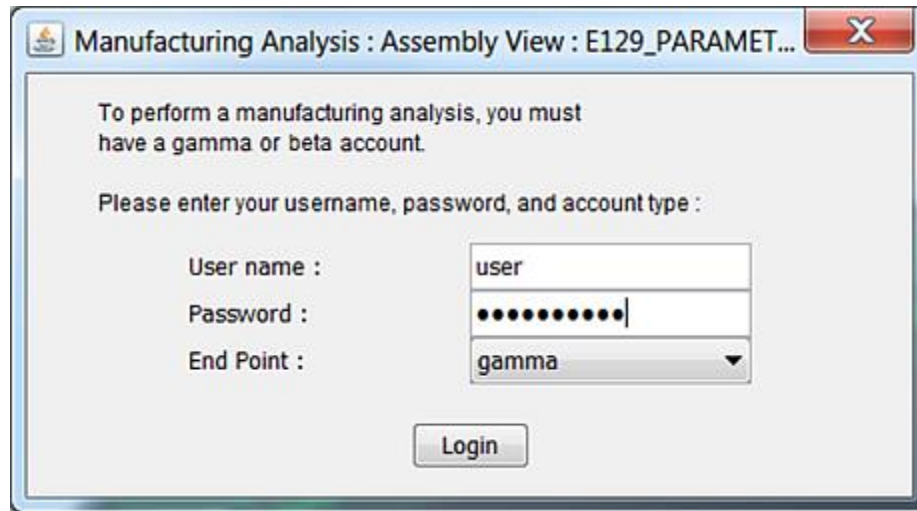 Manufacturing Analysis : Assembly View : E129_PARAMET...
To perform a manufacturing analysis, you must
have a gamma or beta account.
Please enter your username, password, and account type :
User name : user
Password : ●●●●●●●●●●
End Point : gamma
Login